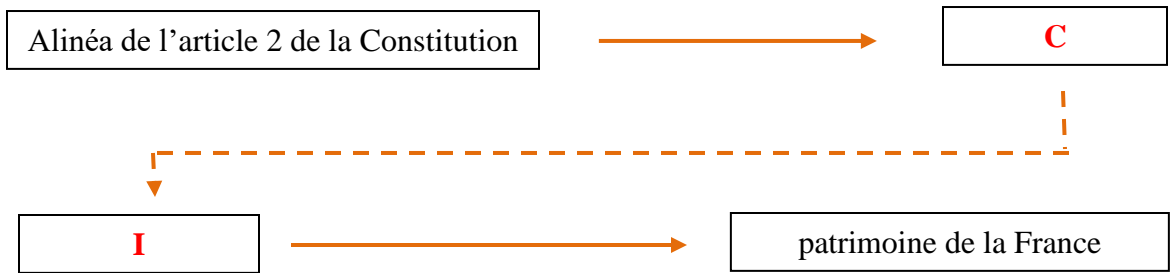 Alinéa de l’article 2 de la Constitution
C
I
patrimoine de la France